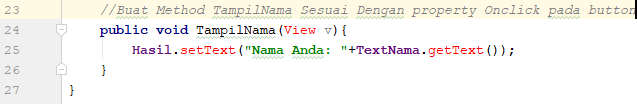 23 //Buat Method TampilNama Sesuai Dengan property Onclick pada button
24 public void TampilNama(View v){
25 Hasil.setText("Nama Anda: "+TextNama.getText());
26 }
27 }